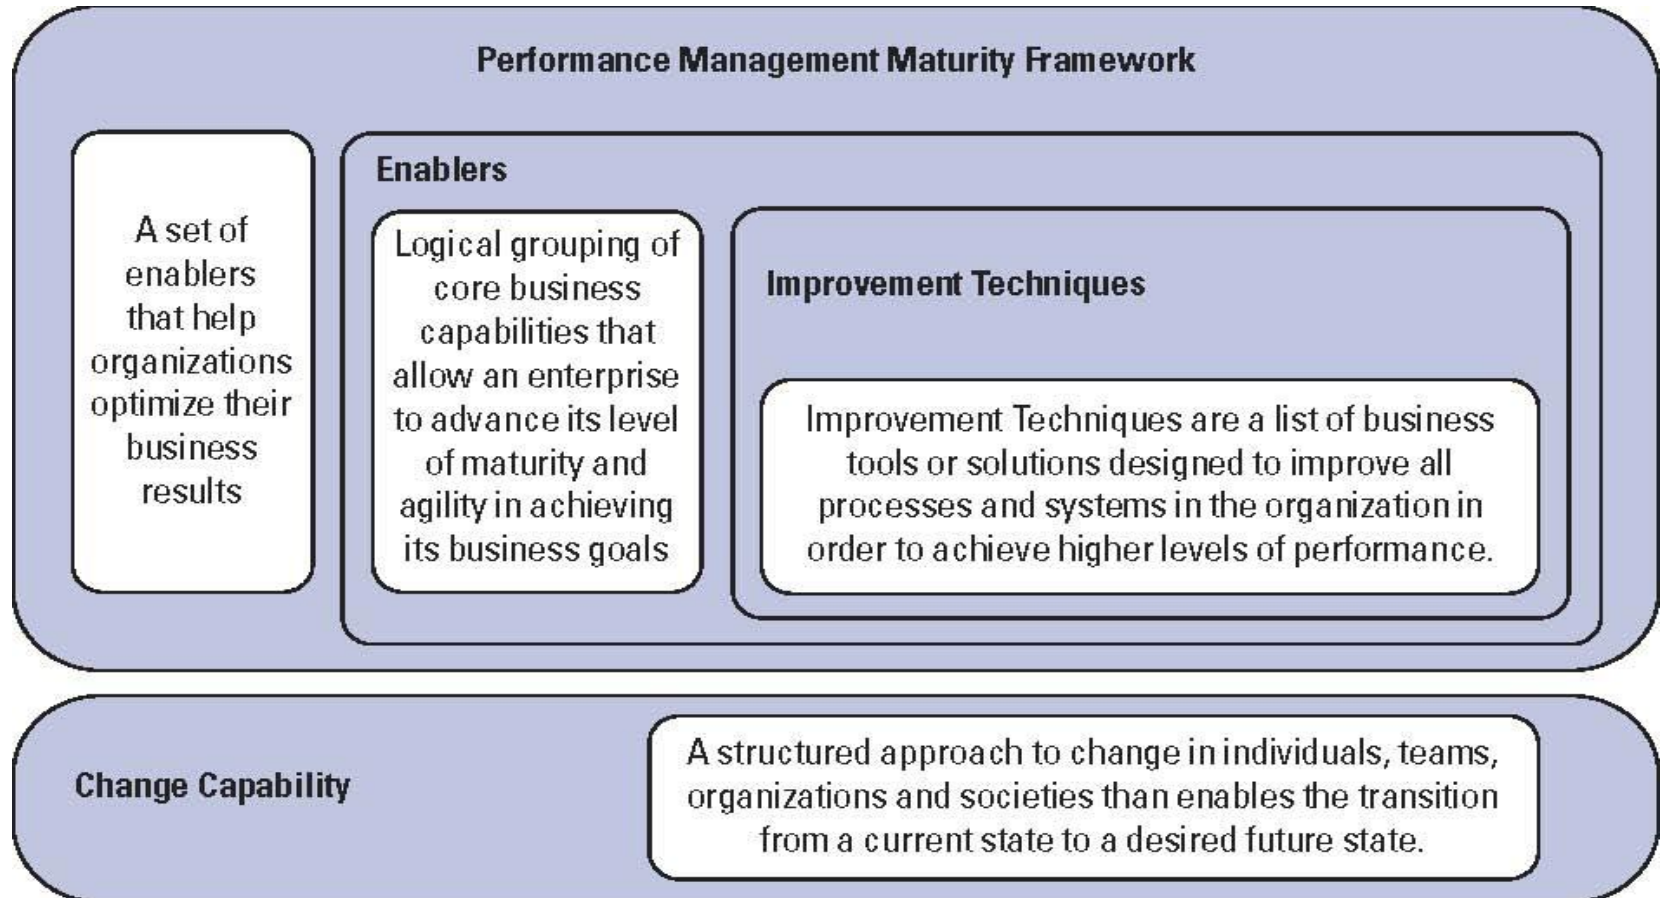 Performance Management Maturity Framework
A set of
enablers
that help
organizations
optimize their
business
results
Enablers
Logical grouping of
core business
capabilities that
allow an enterprise
to advance its level
of maturity and
agility in achieving
its business goals
Improvement Techniques
Improvement Techniques are a list of business
tools or solutions designed to improve all
processes and systems in the organization in
order to achieve higher levels of performance.
Change Capability
A structured approach to change in individuals, teams,
organizations and societies than enables the transition
from a current state to a desired future state.